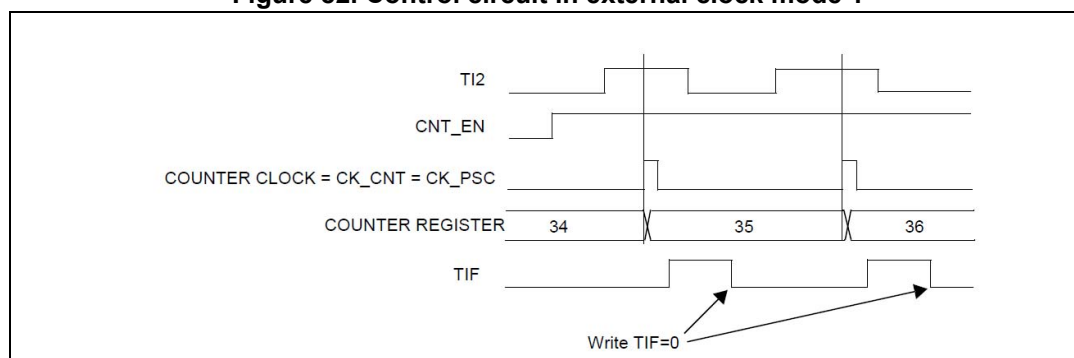 Figure 82. Control circuit in external clock mode 1
TI2
CNT_EN
COUNTER CLOCK = CK_CNT = CK_PSC
COUNTER REGISTER 34 35 36
TIF
Write TIF=0